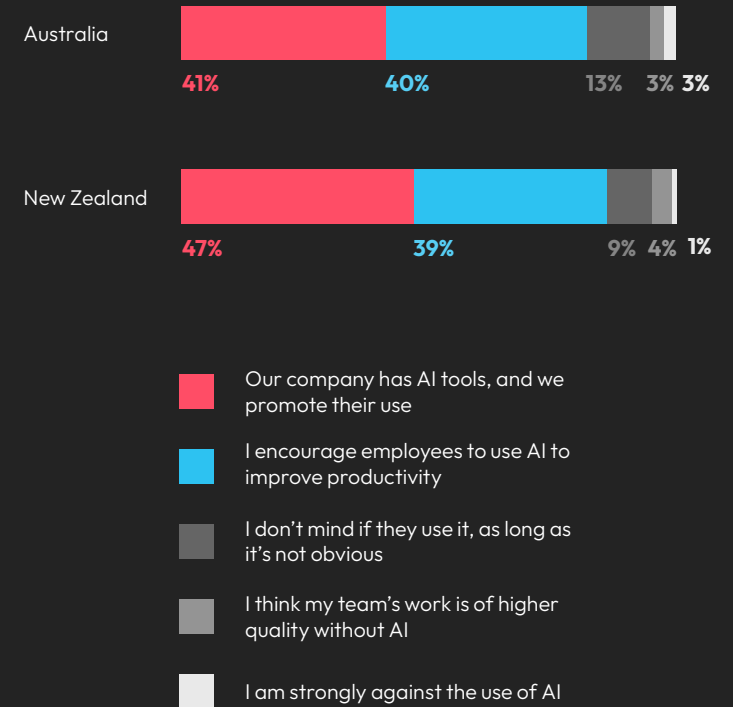 Australia
41% 40% 13% 3% 3%
New Zealand
47% 39% 9% 4% 1%
Our company has AI tools, and we
promote their use
I encourage employees to use AI to
improve productivity
I don't mind if they use it, as long as
it's not obvious
I think my team's work is of higher
quality without AI
I am strongly against the use of AI